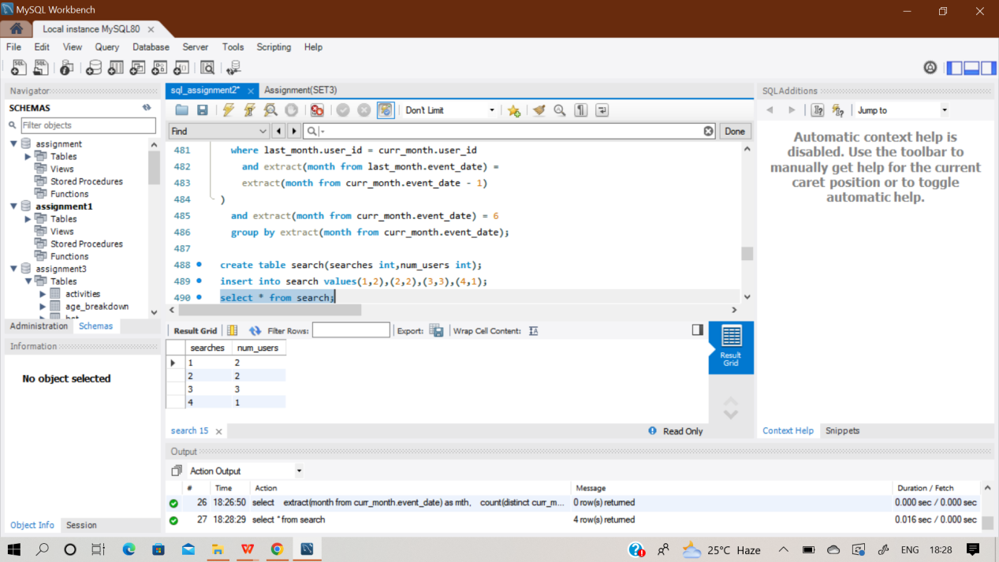 MySQL Workbench
Local instance MySQL80
File Edit View Query Database Server Tools Scripting Help
Navigator
SCHEMAS
Filter objects
assignment
Tables
Views
Stored Procedures
Functions
assignment1
Tables
Views
Stored Procedures
Functions
assignment3
Tables
activities
age_breakdown
Administration Schemas
Information
No object selected
Object Info Session
sql_assignment2* Assignment(SET3)
Don't Limit
Find Done
481 where last_month.user_id = curr_month.user_id
482 and extract(month from last_month.event_date) =
483 extract(month from curr_month.event_date - 1)
484 )
485 and extract(month from curr_month.event_date) = 6
486 group by extract(month from curr_month.event_date);
487
488 create table search(searches int,num_users int);
489 insert into search values(1,2),(2,2),(3,3),(4,1);
490 select * from search;
Result Grid Filter Rows: Export: Wrap Cell Content:
searches num_users
1 2
2 2
3 3
4 1
Result
Grid
search 15 Read Only
SQLAdditions
Jump to
Automatic context help is
disabled. Use the toolbar to
manually get help for the current
caret position or to toggle
automatic help.
Context Help Snippets
Output
Action Output
# Time Action Message Duration / Fetch
26 18:26:50 select extract(month from curr_month.event_date) as mth, count(distinct curr_m... 0 row(s) returned 0.000 sec / 0.000 sec
27 18:28:29 select * from search 4 row(s) returned 0.016 sec / 0.000 sec
25°C Haze ENG 18:28